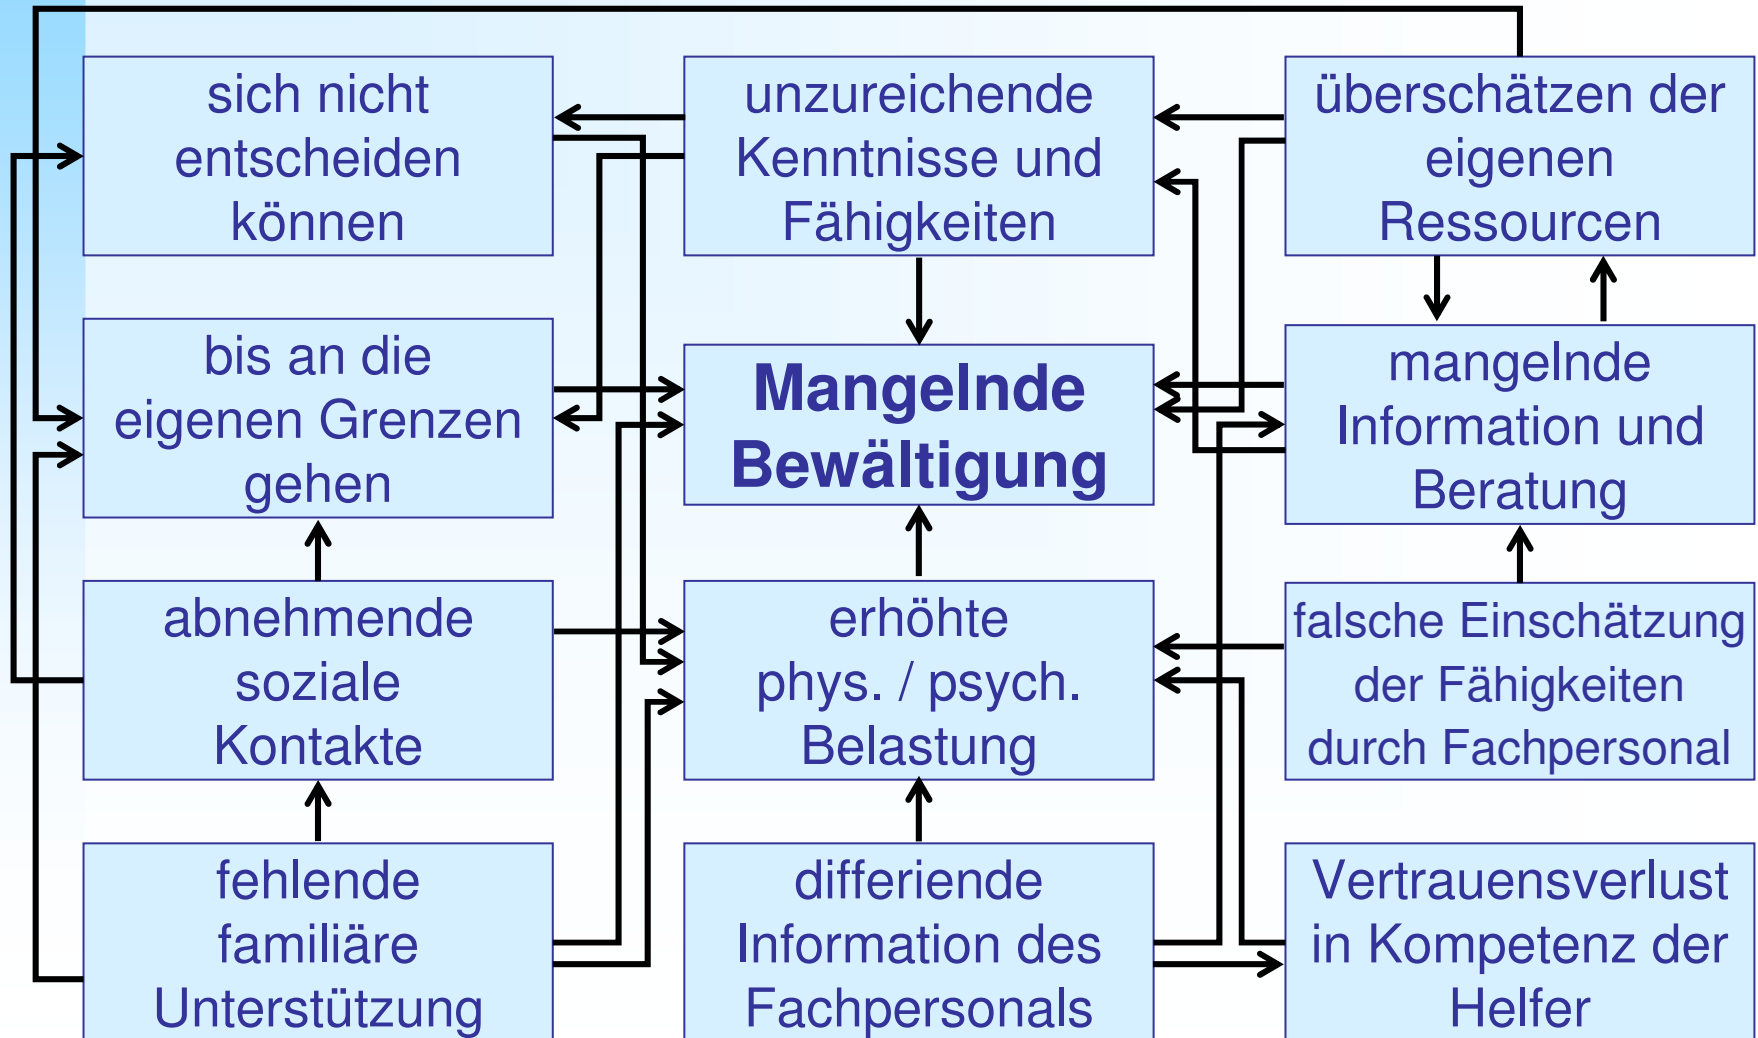 sich nicht
entscheiden
können
unzureichende
Kenntnisse und
Fähigkeiten
überschätzen der
eigenen
Ressourcen
bis an die
eigenen Grenzen
gehen
Mangelnde
Bewältigung
mangelnde
Information und
Beratung
abnehmende
soziale
Kontakte
erhöhte
phys. / psych.
Belastung
falsche Einschätzung
der Fähigkeiten
durch Fachpersonal
fehlende
familiäre
Unterstützung
differiende
Information des
Fachpersonals
Vertrauensverlust
in Kompetenz der
Helfer